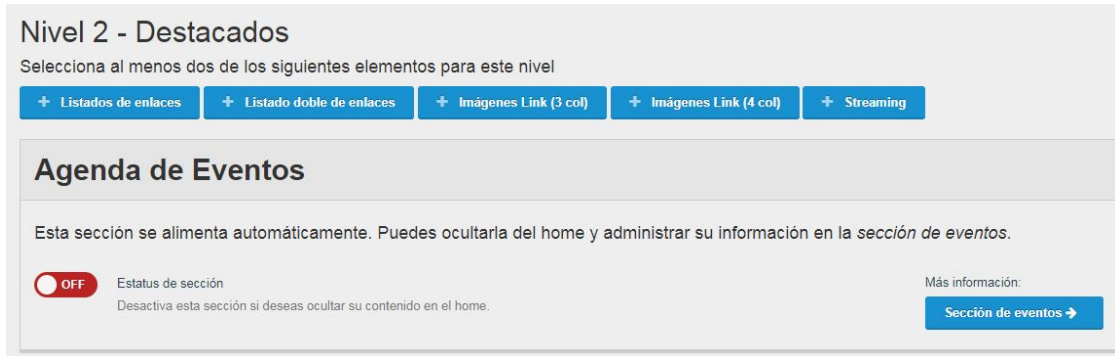 Nivel 2 - Destacados
Selecciona al menos dos de los siguientes elementos para este nivel
+ Listados de enlaces + Listado doble de enlaces + Imágenes Link (3 col) + Imágenes Link (4 col) + Streaming
Agenda de Eventos
Esta sección se alimenta automáticamente. Puedes ocultarla del home y administrar su información en la sección de eventos.
OFF Estatus de sección Más información:
Desactiva esta sección si deseas ocultar su contenido en el home.
Sección de eventos →